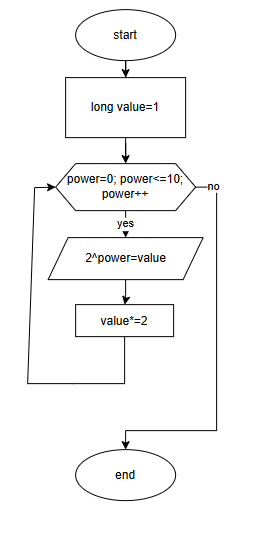 start
long value=1
power=0; power<=10;
power++
no
yes
2^power=value
value*=2
end